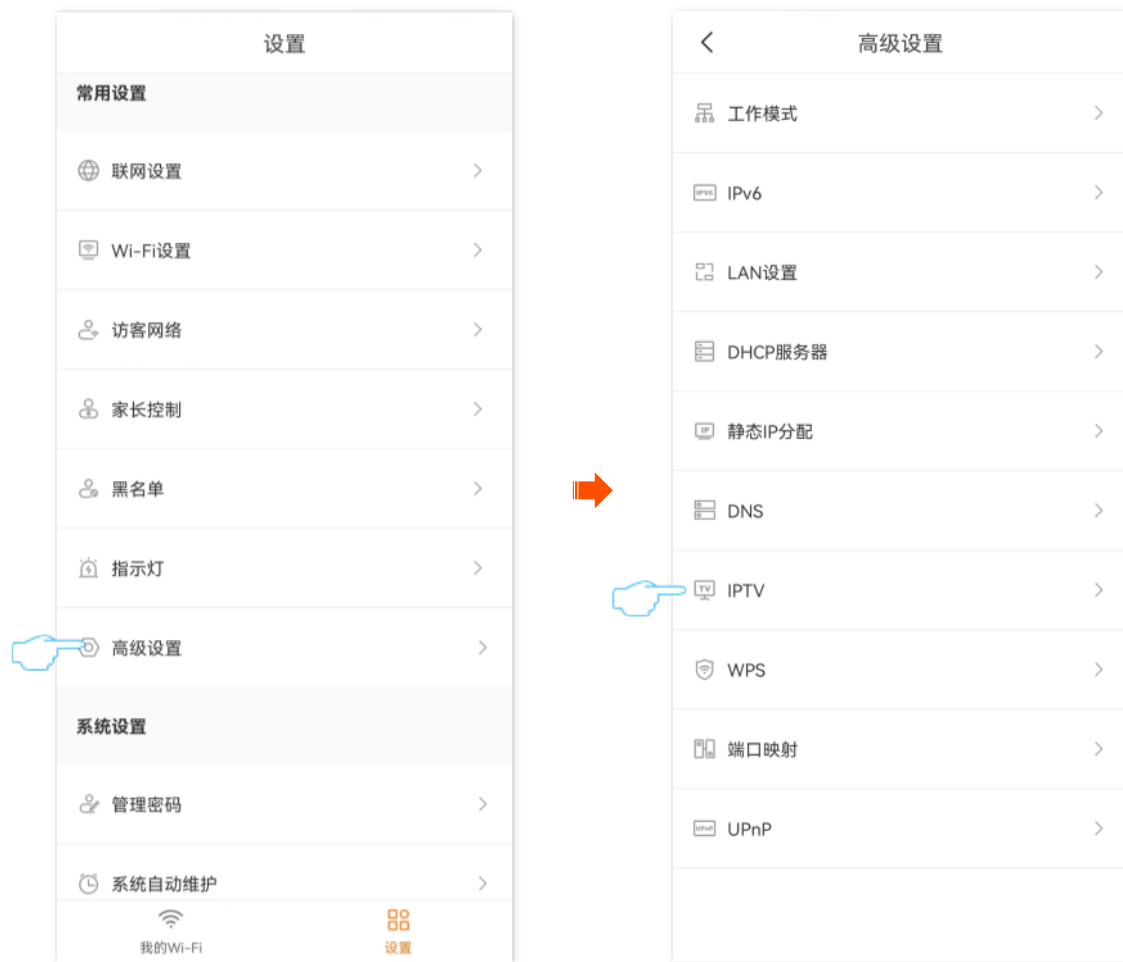 设置
常用设置
联网设置
Wi-Fi设置
访客网络
家长控制
黑名单
指示灯
高级设置
系统设置
管理密码
系统自动维护
我的Wi-Fi
设置
高级设置
工作模式
IPV6
IPv6
LAN设置
DHCP服务器
IP
静态IP分配
DNS
TV
IPTV
WPS
端口映射
UPnP
UPnP